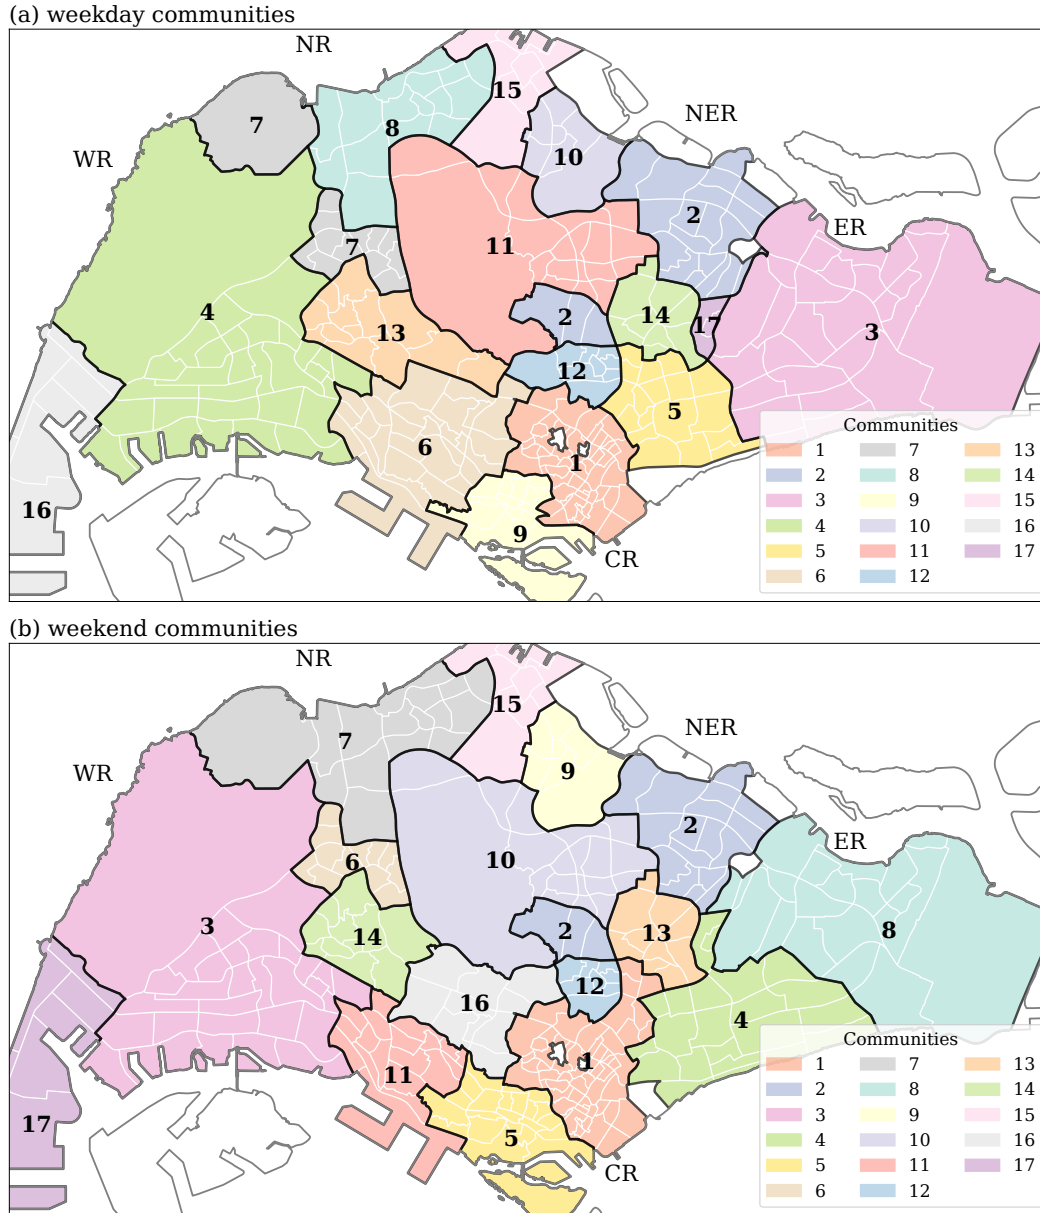 (a) weekday communities
NR
15
7
8
NER
WR
10
2
ER
11
7
4
2
14
17
13
3
12
5
6
1
16
9
CR
Communities
1 7 13
2 8 14
3 9 15
4 10 16
5 11 17
6 12
(b) weekend communities
NR
15
7
NER
WR
9
2
ER
10
6
3
14
2
13
8
12
16
4
1
11
17
5
CR
Communities
1 7 13
2 8 14
3 9 15
4 10 16
5 11 17
6 12